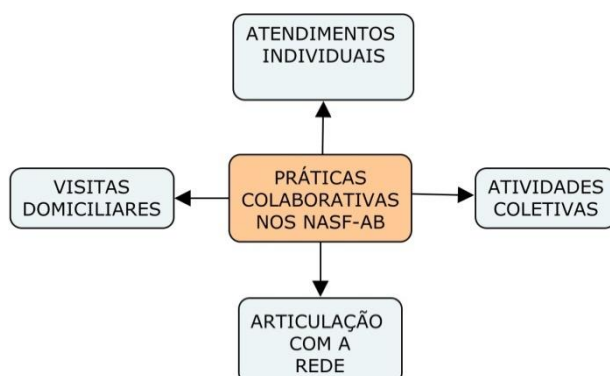 ATENDIMENTOS
INDIVIDUAIS
VISITAS
DOMICILIARES
PRÁTICAS
COLABORATIVAS
NOS NASF-AB
ATIVIDADES
COLETIVAS
ARTICULAÇÃO
COM A
REDE